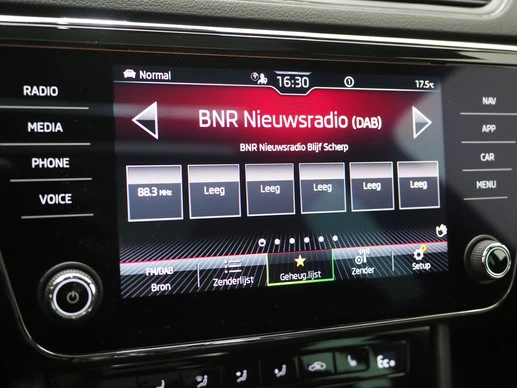 Normal 16:30 17.5℃
RADIO
MEDIA
PHONE
VOICE
BNR Nieuwsradio (DAB)
BNR Nieuwsradio Blijf Scherp
88.3 MHz Leeg Leeg Leeg Leeg Leeg
FM/DAB
Bron Zenderlijst Geheug.lijst Zender Setup
NAV
APP
CAR
MENU
Eco